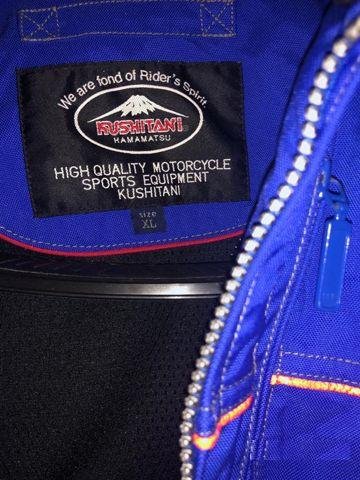 We are fond of Rider's Spirit
KUSHITANI
HAMAMATSU
HIGH QUALITY MOTORCYCLE
SPORTS EQUIPMENT
KUSHITANI
size
XL